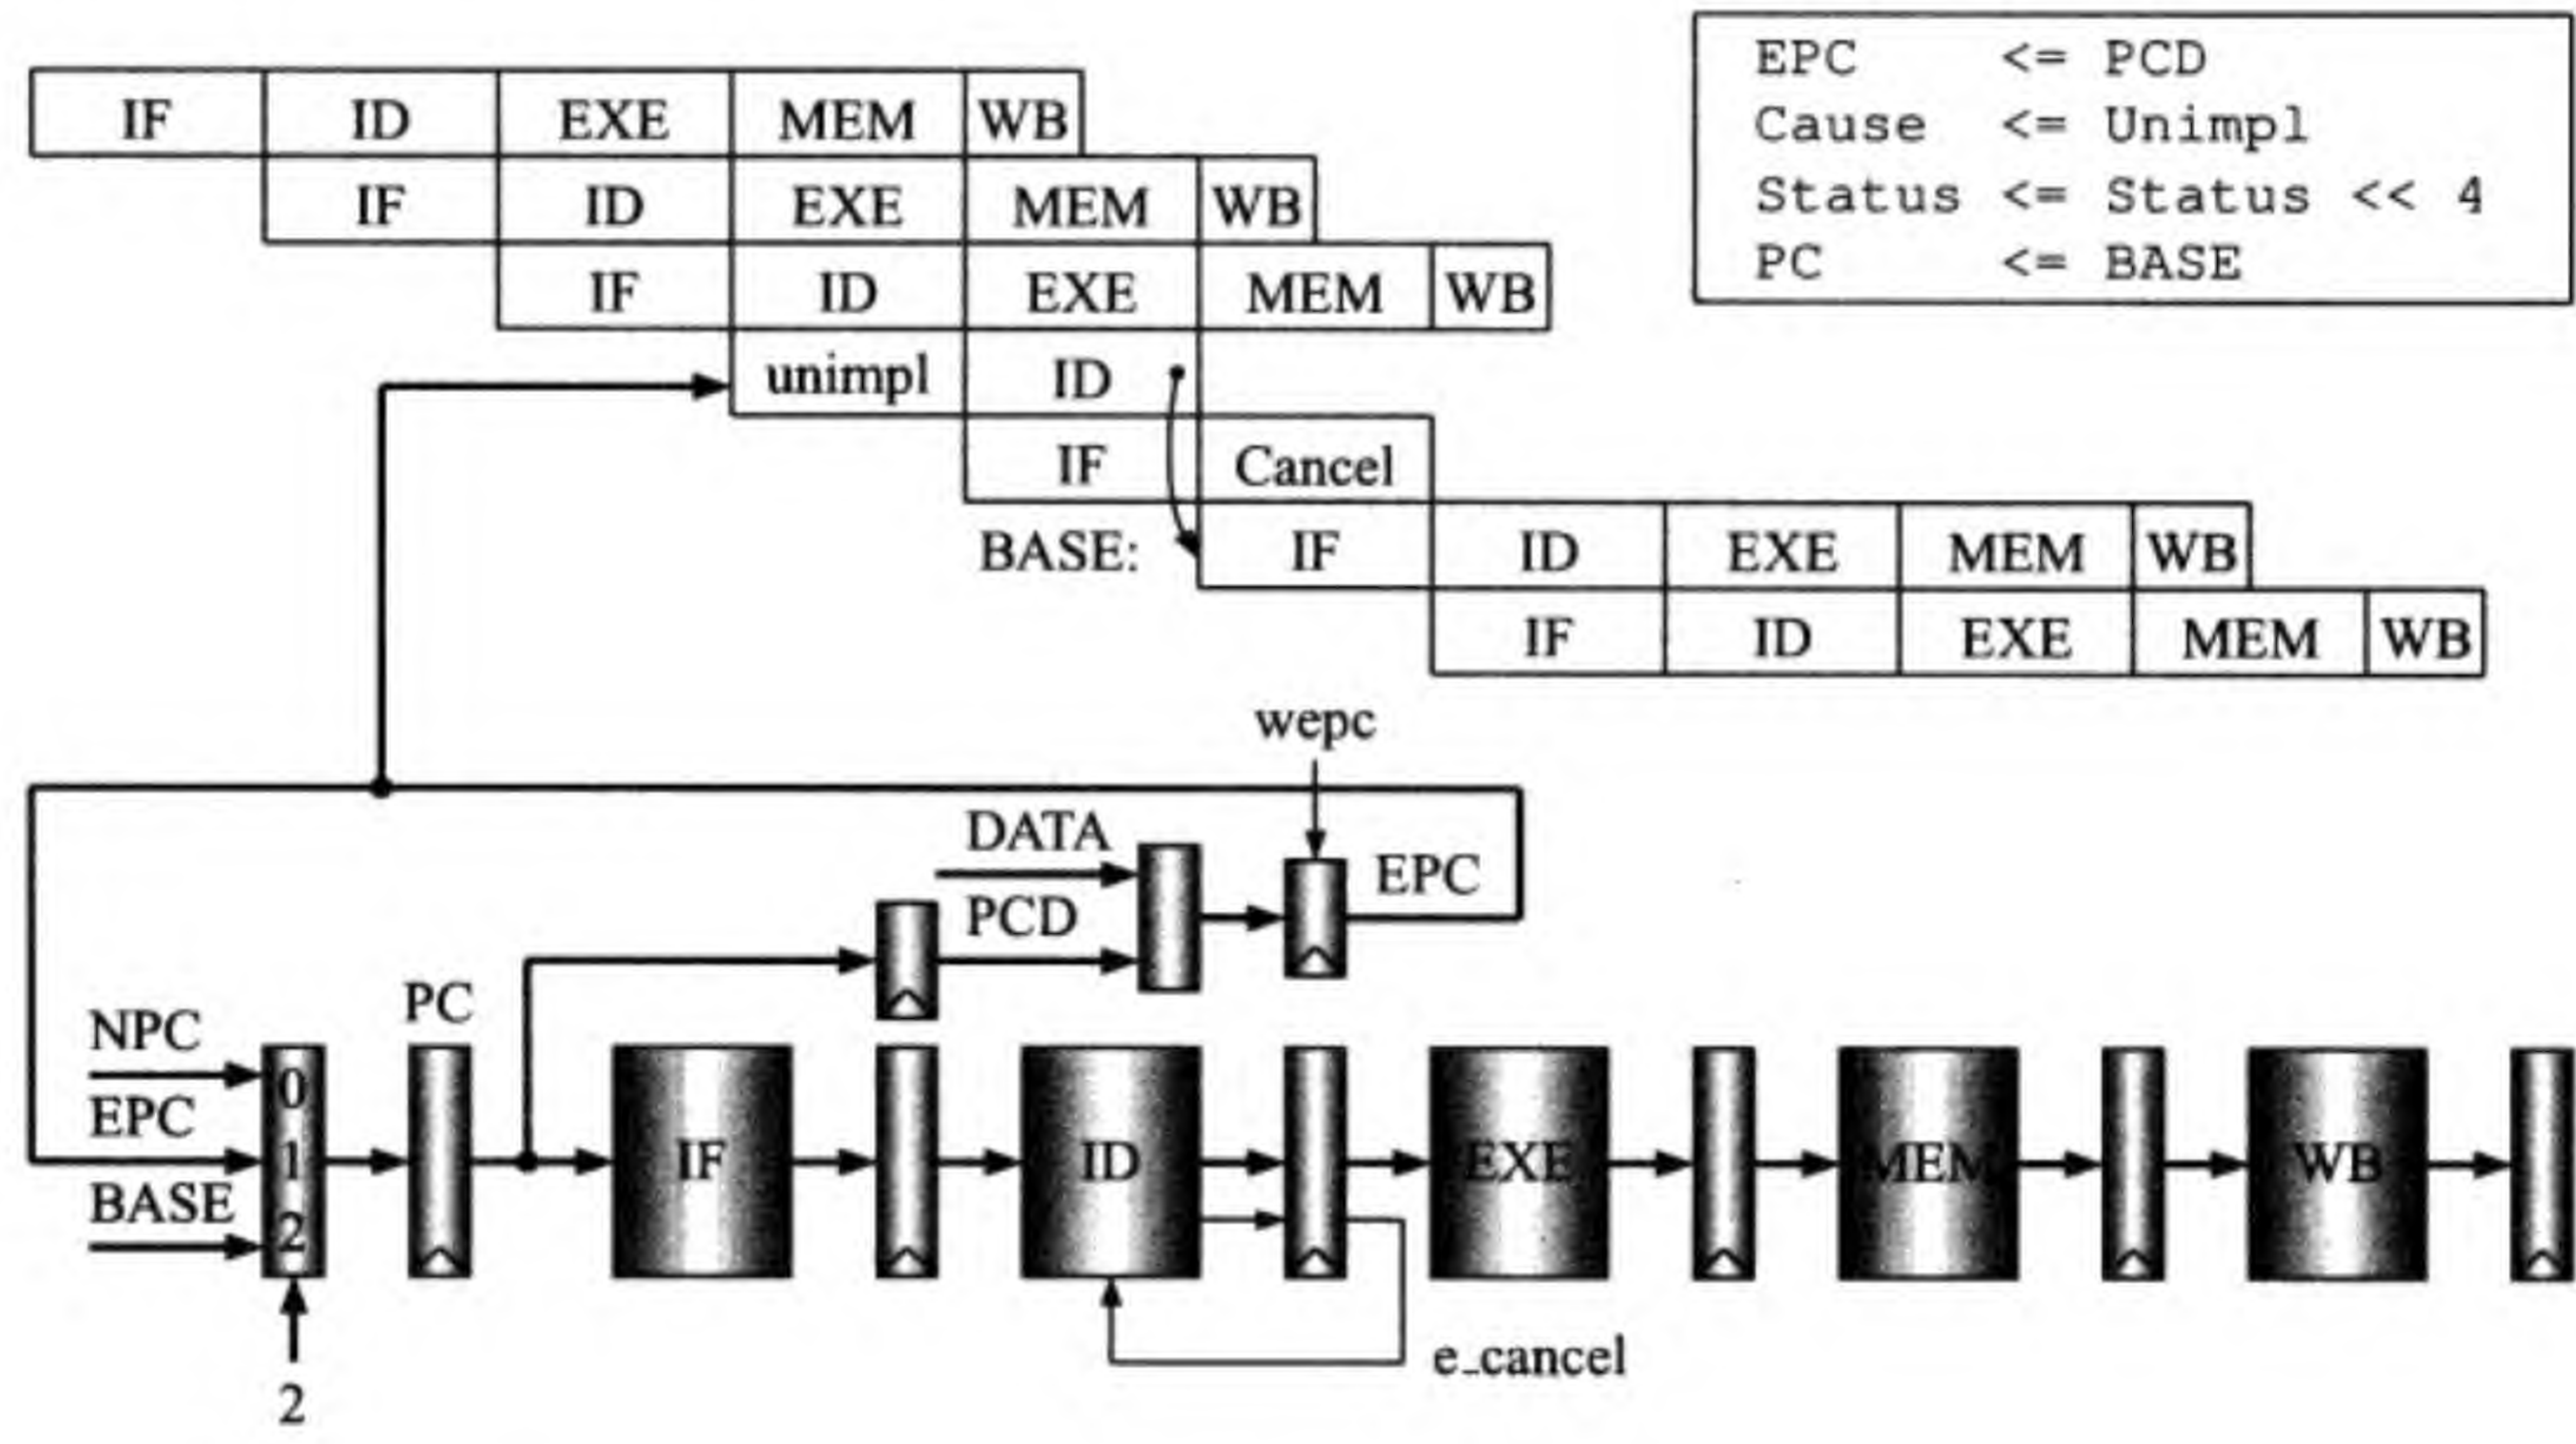 EPC <= PCD
Cause <= Unimpl
Status <= Status << 4
PC <= BASE
IF ID EXE MEM WB
IF ID EXE MEM WB
IF ID EXE MEM WB
unimpl ID
IF Cancel
BASE: IF ID EXE MEM WB
IF ID EXE MEM WB
wepc
DATA
EPC
PCD
PC
NPC
0
EPC
1
IF ID EXE MEM WB
BASE
2
e_cancel
2